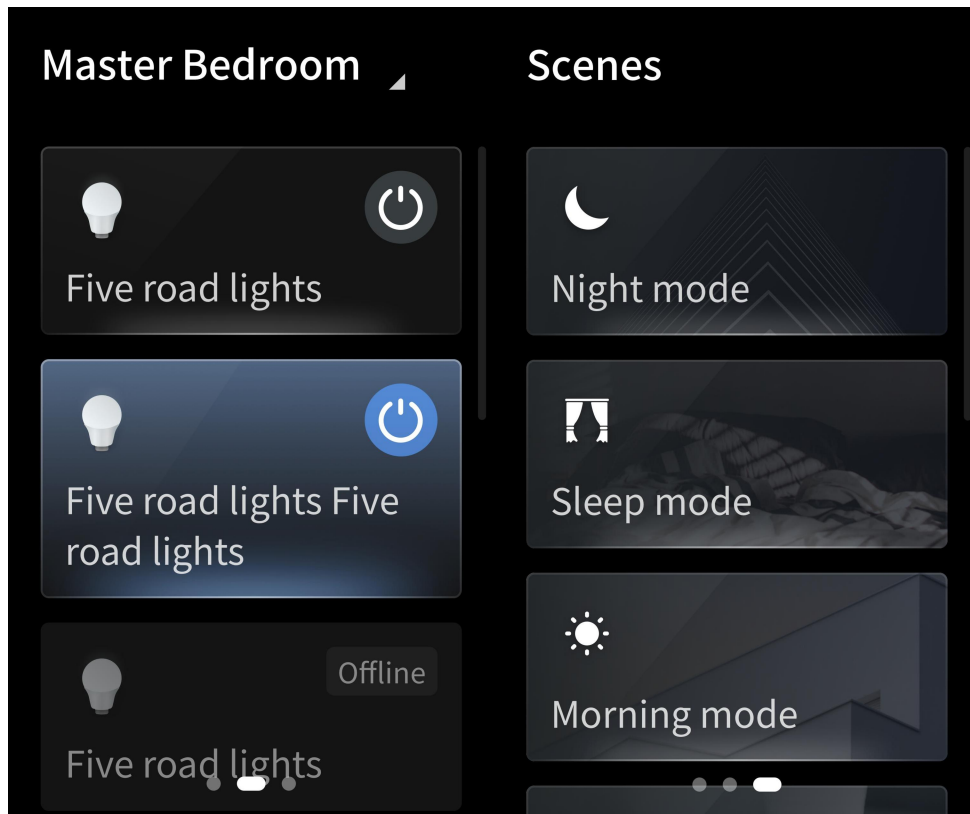 Master Bedroom
Five road lights
Five road lights Five
road lights
Offline
Five road lights
Scenes
Night mode
Sleep mode
Morning mode